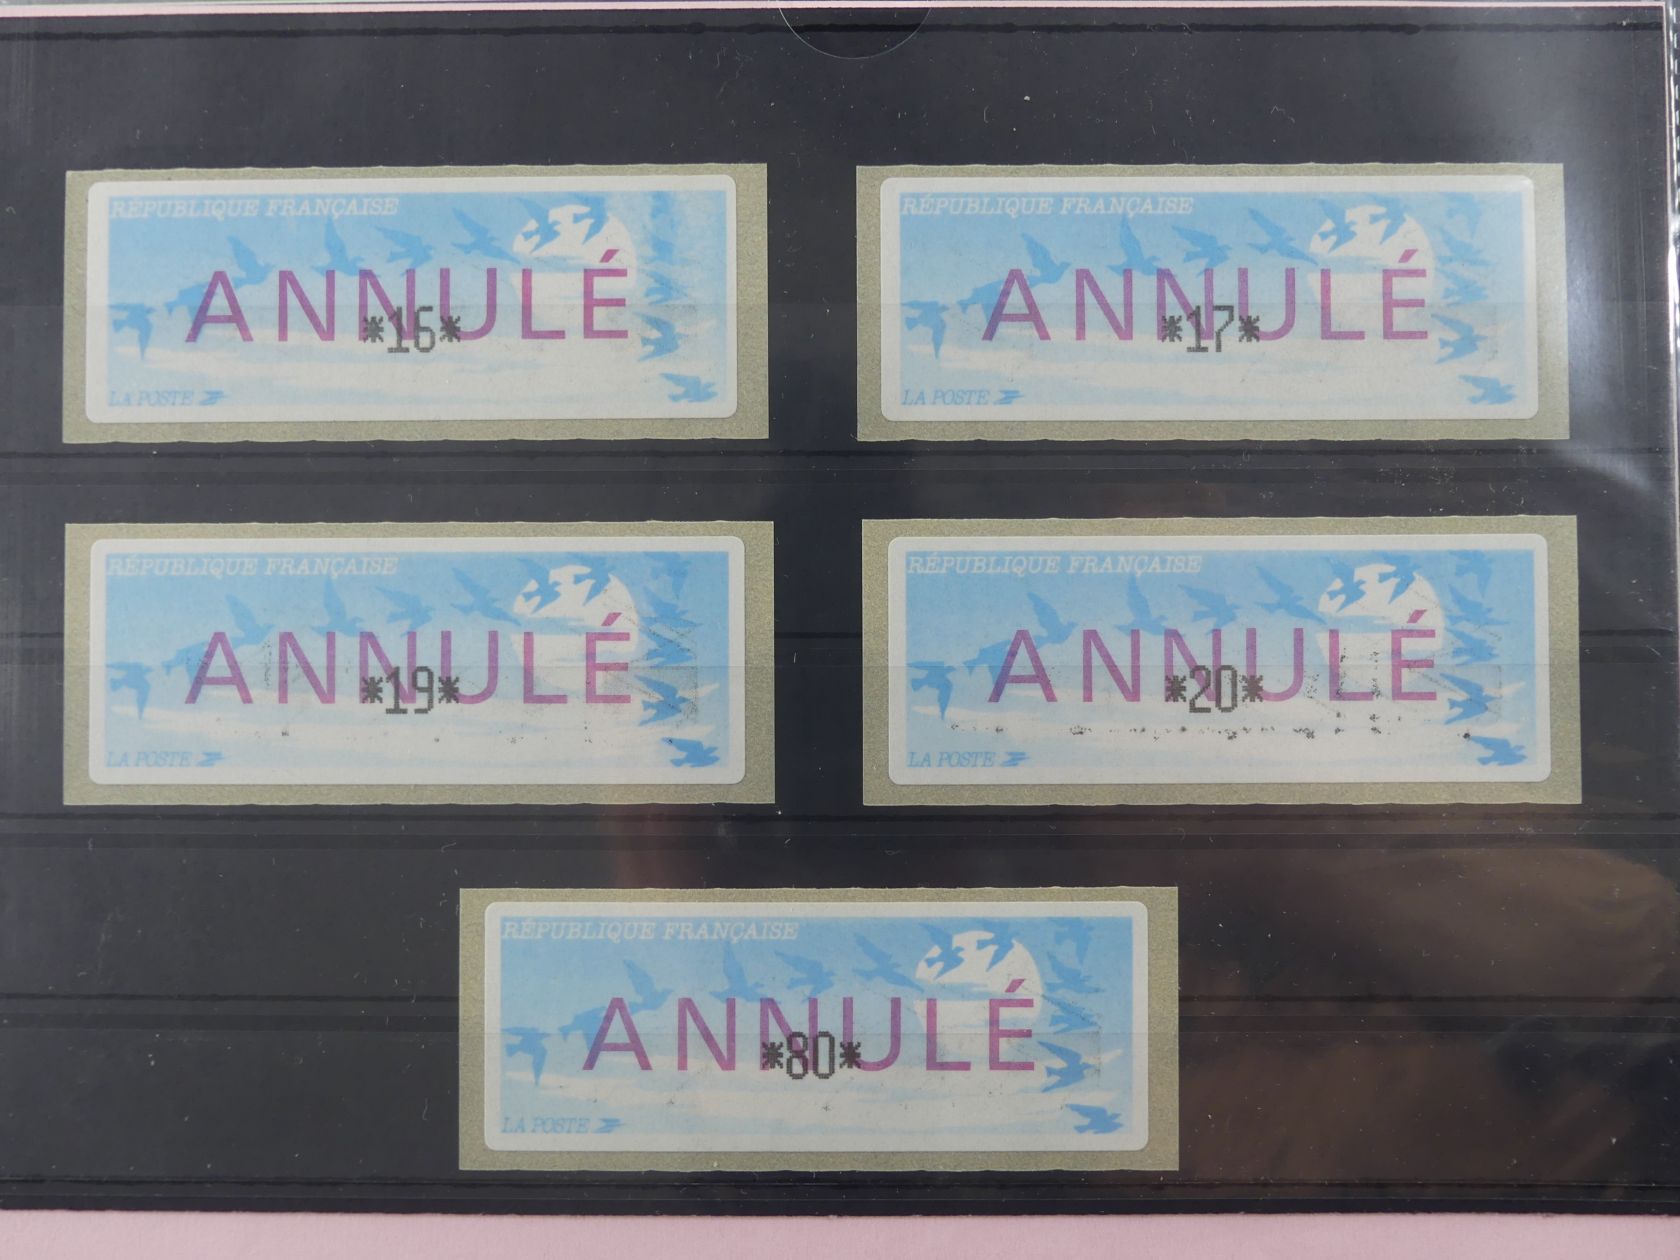 RÉPUBLIQUE FRANÇAISE
ANNULÉ
*16*
LA POSTE
RÉPUBLIQUE FRANÇAISE
ANNULÉ
*17*
LA POSTE
RÉPUBLIQUE FRANÇAISE
ANNULÉ
*19*
LA POSTE
RÉPUBLIQUE FRANÇAISE
ANNULÉ
*20*
LA POSTE
RÉPUBLIQUE FRANÇAISE
ANNULÉ
*80*
LA POSTE